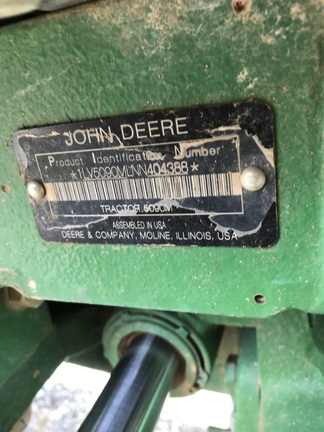 JOHN DEERE
Product Identification Number
*1LV5090MLNN404388*
TRACTOR 5090M
ASSEMBLED IN USA
DEERE & COMPANY, MOLINE, ILLINOIS, USA